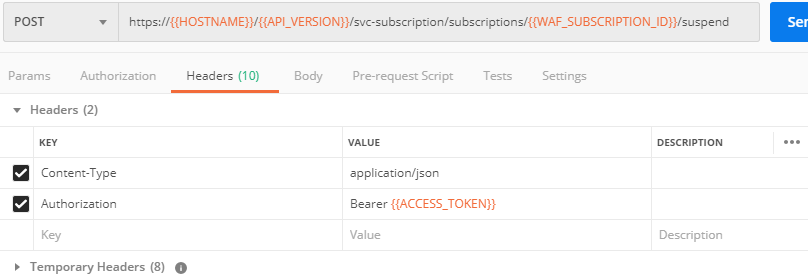 POST https://{{HOSTNAME}}/{{API_VERSION}}/svc-subscription/subscriptions/{{WAF_SUBSCRIPTION_ID}}/suspend
Params Authorization Headers (10) Body Pre-request Script Tests Settings
Headers (2)
KEY VALUE DESCRIPTION
Content-Type application/json
Authorization Bearer {{ACCESS_TOKEN}}
Key Value Description
Temporary Headers (8)